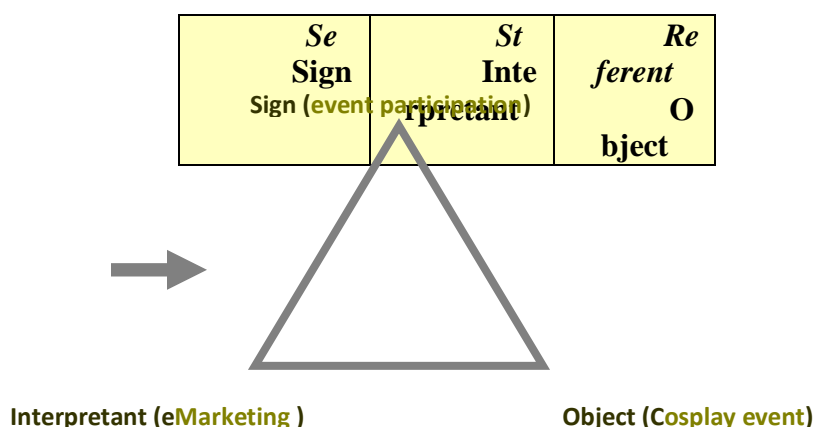 Se St Re
Sign Inte ferent
Sign (event participation)
rpretant O
bject
Interpretant (eMarketing ) Object (Cosplay event)